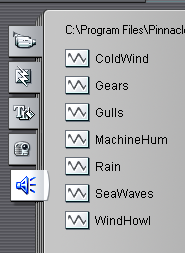 C:\Program Files\Pinnacle
ColdWind
Gears
Gulls
MachineHum
Rain
SeaWaves
WindHowl